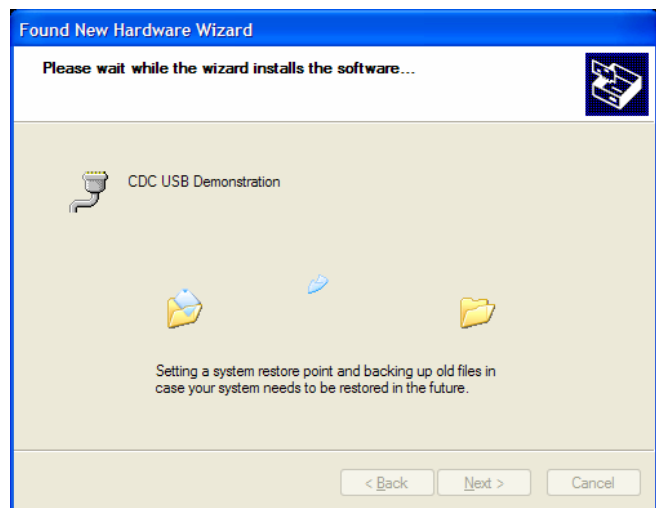 Found New Hardware Wizard
Please wait while the wizard installs the software...
CDC USB Demonstration
Setting a system restore point and backing up old files in
case your system needs to be restored in the future.
< Back Next > Cancel